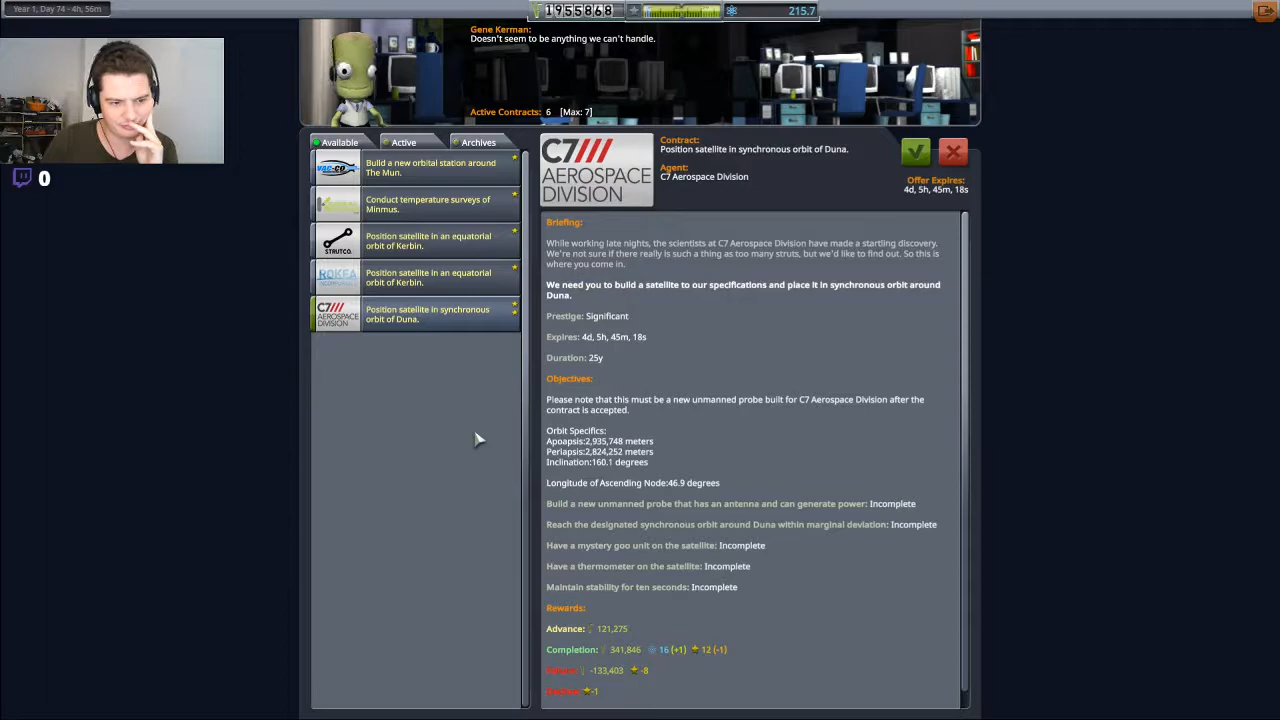 Year 1, Day 74 - 4h, 56m
1955868
215.7
Gene Kerman:
Doesn't seem to be anything we can't handle.
Active Contracts: 6 [Max: 7]
0
Available
Active
Archives
Build a new orbital station around
The Mun.
Conduct temperature surveys of
Minmus.
STRUTCO.
Position satellite in an equatorial
orbit of Kerbin.
ROKEA
Position satellite in an equatorial
orbit of Kerbin.
C7
AEROSPACE
DIVISION
Position satellite in synchronous
orbit of Duna.
C7
AEROSPACE
DIVISION
Contract:
Position satellite in synchronous orbit of Duna.
Agent:
C7 Aerospace Division
Offer Expires:
4d, 5h, 45m, 18s
Briefing:
While working late nights, the scientists at C7 Aerospace Division have made a startling discovery.
We're not sure if there really is such a thing as too many struts, but we'd like to find out. So this is
where you come in.
We need you to build a satellite to our specifications and place it in synchronous orbit around
Duna.
Prestige: Significant
Expires: 4d, 5h, 45m, 18s
Duration: 25y
Objectives:
Please note that this must be a new unmanned probe built for C7 Aerospace Division after the
contract is accepted.
Orbit Specifics:
Apoapsis:2,935,748 meters
Periapsis:2,824,252 meters
Inclination:160.1 degrees
Longitude of Ascending Node:46.9 degrees
Build a new unmanned probe that has an antenna and can generate power: Incomplete
Reach the designated synchronous orbit around Duna within marginal deviation: Incomplete
Have a mystery goo unit on the satellite: Incomplete
Have a thermometer on the satellite: Incomplete
Maintain stability for ten seconds: Incomplete
Rewards:
Advance: 121,275
Completion: 341,846 16 (+1) 12 (-1)
-133,403 -8
-1